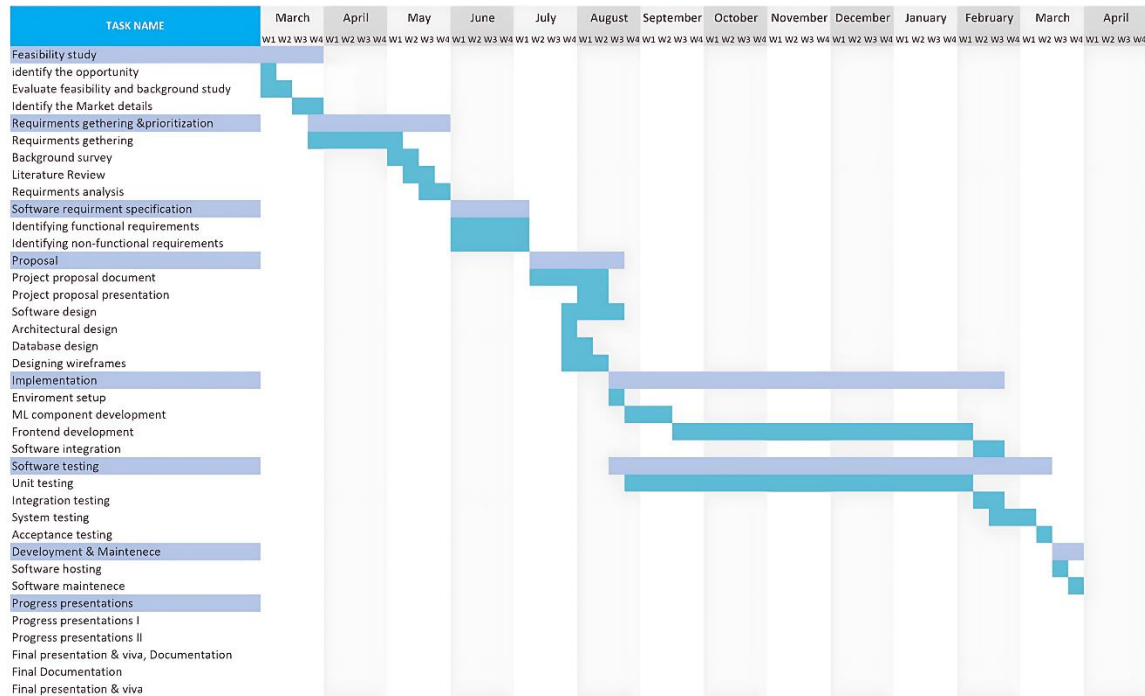 TASK NAME
March April May June July August September October November December January February March April
W1 W2 W3 W4 W1 W2 W3 W4 W1 W2 W3 W4 W1 W2 W3 W4 W1 W2 W3 W4 W1 W2 W3 W4 W1 W2 W3 W4 W1 W2 W3 W4 W1 W2 W3 W4 W1 W2 W3 W4 W1 W2 W3 W4 W1 W2 W3 W4 W1 W2 W3 W4 W1 W2 W3 W4
Feasibility study
identify the opportunity
Evaluate feasibility and background study
Identify the Market details
Requirments gathering &prioritization
Requirments gathering
Background survey
Literature Review
Requirments analysis
Software requirment specification
Identifying functional requirements
Identifying non-functional requirements
Proposal
Project proposal document
Project proposal presentation
Software design
Architectural design
Database design
Designing wireframes
Implementation
Enviroment setup
ML component development
Frontend development
Software integration
Software testing
Unit testing
Integration testing
System testing
Acceptance testing
Development & Maintenece
Software hosting
Software maintenece
Progress presentations
Progress presentations I
Progress presentations II
Final presentation & viva, Documentation
Final Documentation
Final presentation & viva